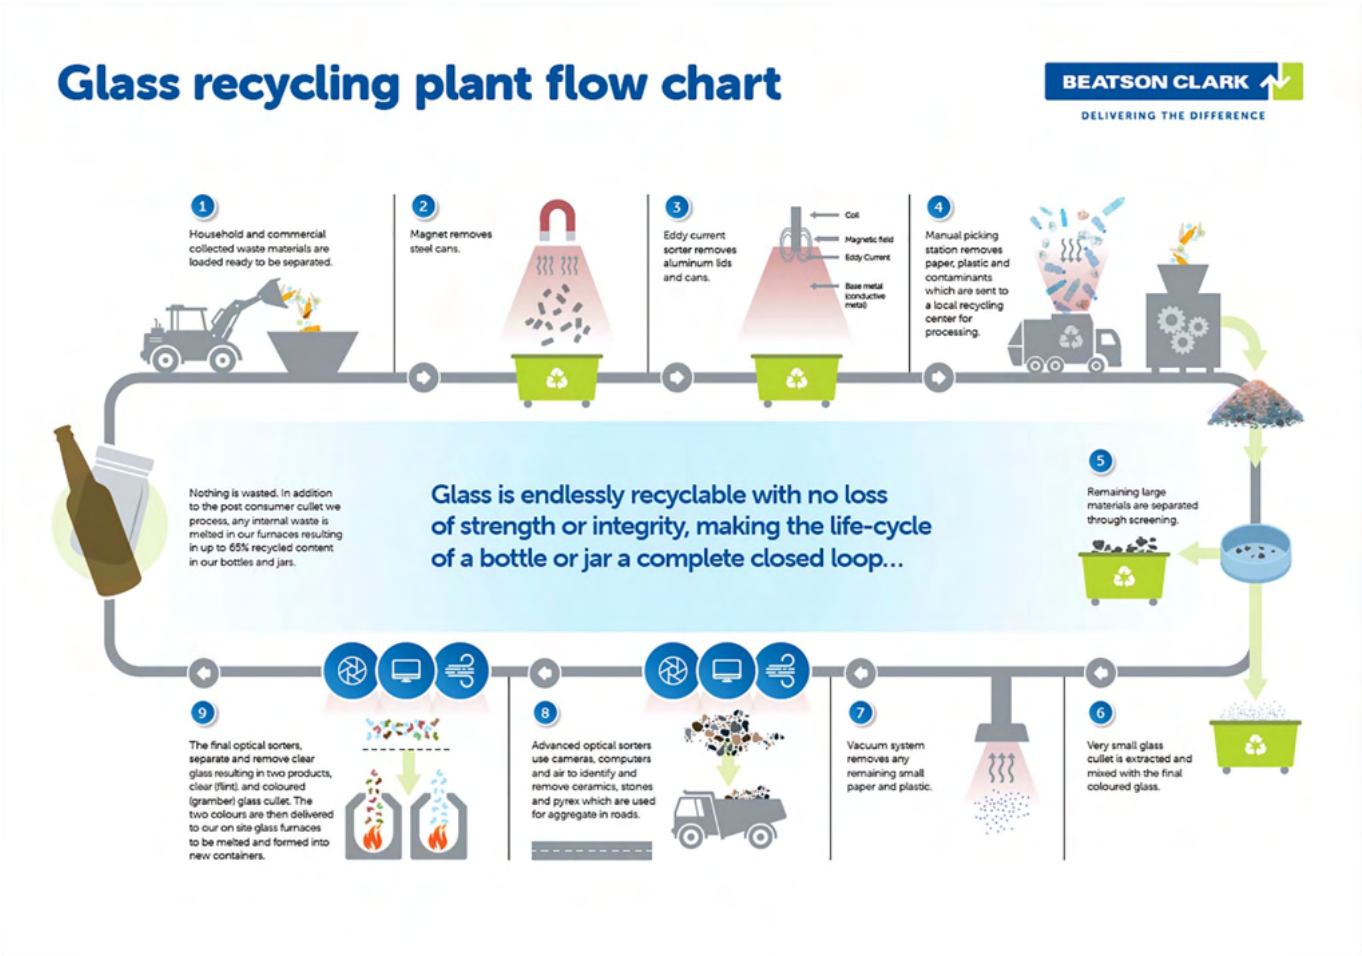 Glass recycling plant flow chart
BEATSON CLARK
DELIVERING THE DIFFERENCE
1
Household and commercial
collected waste materials are
loaded ready to be separated.
2
Magnet removes
steel cans.
3
Eddy current
sorter removes
aluminum lids
and cans.
Coil
Magnetic field
Eddy Current
Base metal
(conductive
metal)
4
Manual picking
station removes
paper, plastic and
contaminants
which are sent to
a local recycling
center for
processing.
Nothing is wasted. In addition
to the post consumer cullet we
process, any internal waste is
melted in our furnaces resulting
in up to 65% recycled content
in our bottles and jars.
Glass is endlessly recyclable with no loss
of strength or integrity, making the life-cycle
of a bottle or jar a complete closed loop...
5
Remaining large
materials are separated
through screening.
9
The final optical sorters,
separate and remove clear
glass resulting in two products,
clear (flint) and coloured
(gramber) glass cullet. The
two colours are then delivered
to our on site glass furnaces
to be melted and formed into
new containers.
8
Advanced optical sorters
use cameras, computers
and air to identify and
remove ceramics, stones
and pyrex which are used
for aggregate in roads.
7
Vacuum system
removes any
remaining small
paper and plastic.
6
Very small glass
cullet is extracted and
mixed with the final
coloured glass.